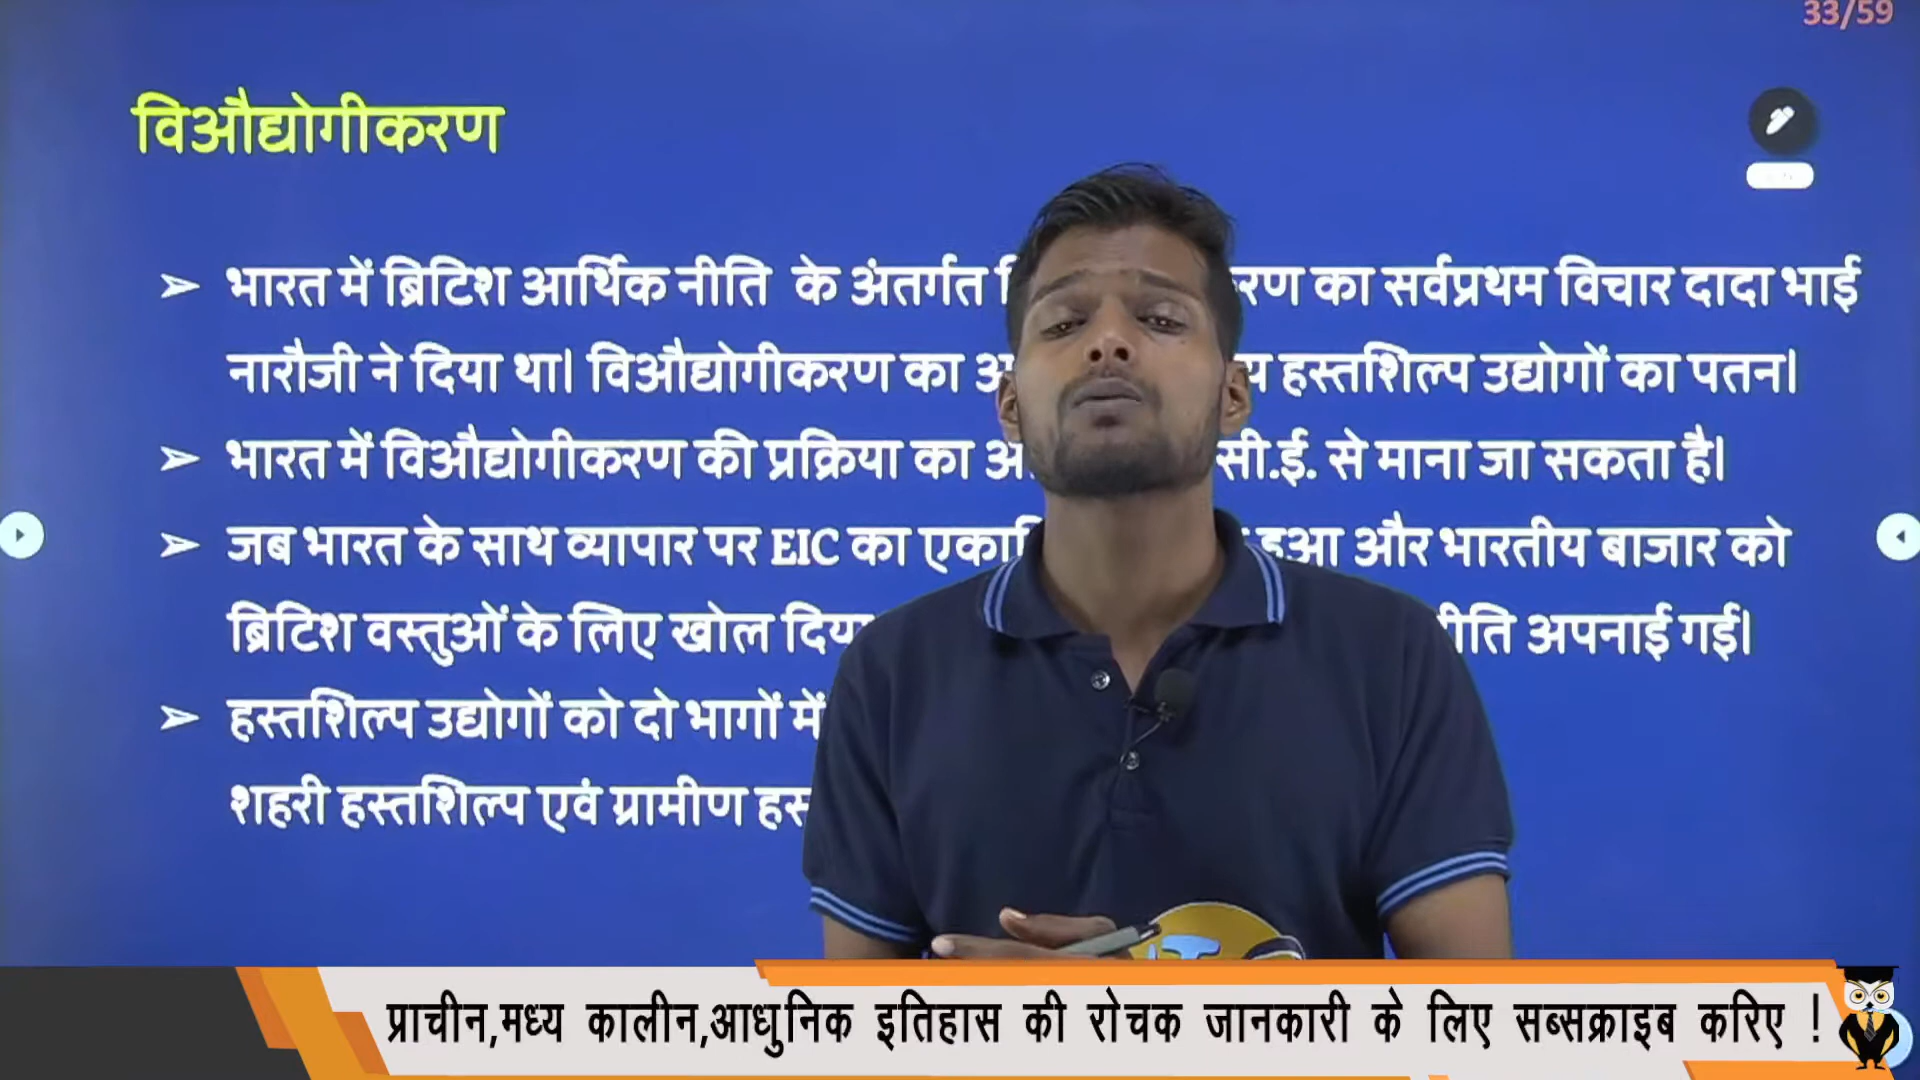 33/59
विऔद्योगीकरण
➢ भारत में ब्रिटिश आर्थिक नीति के अंतर्गत का सर्वप्रथम विचार दादा भाई
नारौजी ने दिया था। विऔद्योगीकरण का हस्तशिल्प उद्योगों का पतन।
➢ भारत में विऔद्योगीकरण की प्रक्रिया का सी.ई. से माना जा सकता है।
➢ जब भारत के साथ व्यापार पर EIC का हुआ और भारतीय बाजार को
ब्रिटिश वस्तुओं के लिए खोल अपनाई गई।
➢ हस्तशिल्प उद्योगों को दो भागों में
शहरी हस्तशिल्प एवं ग्रामीण
प्राचीन,मध्य कालीन,आधुनिक इतिहास की रोचक जानकारी के लिए सब्सक्राइब करिए !